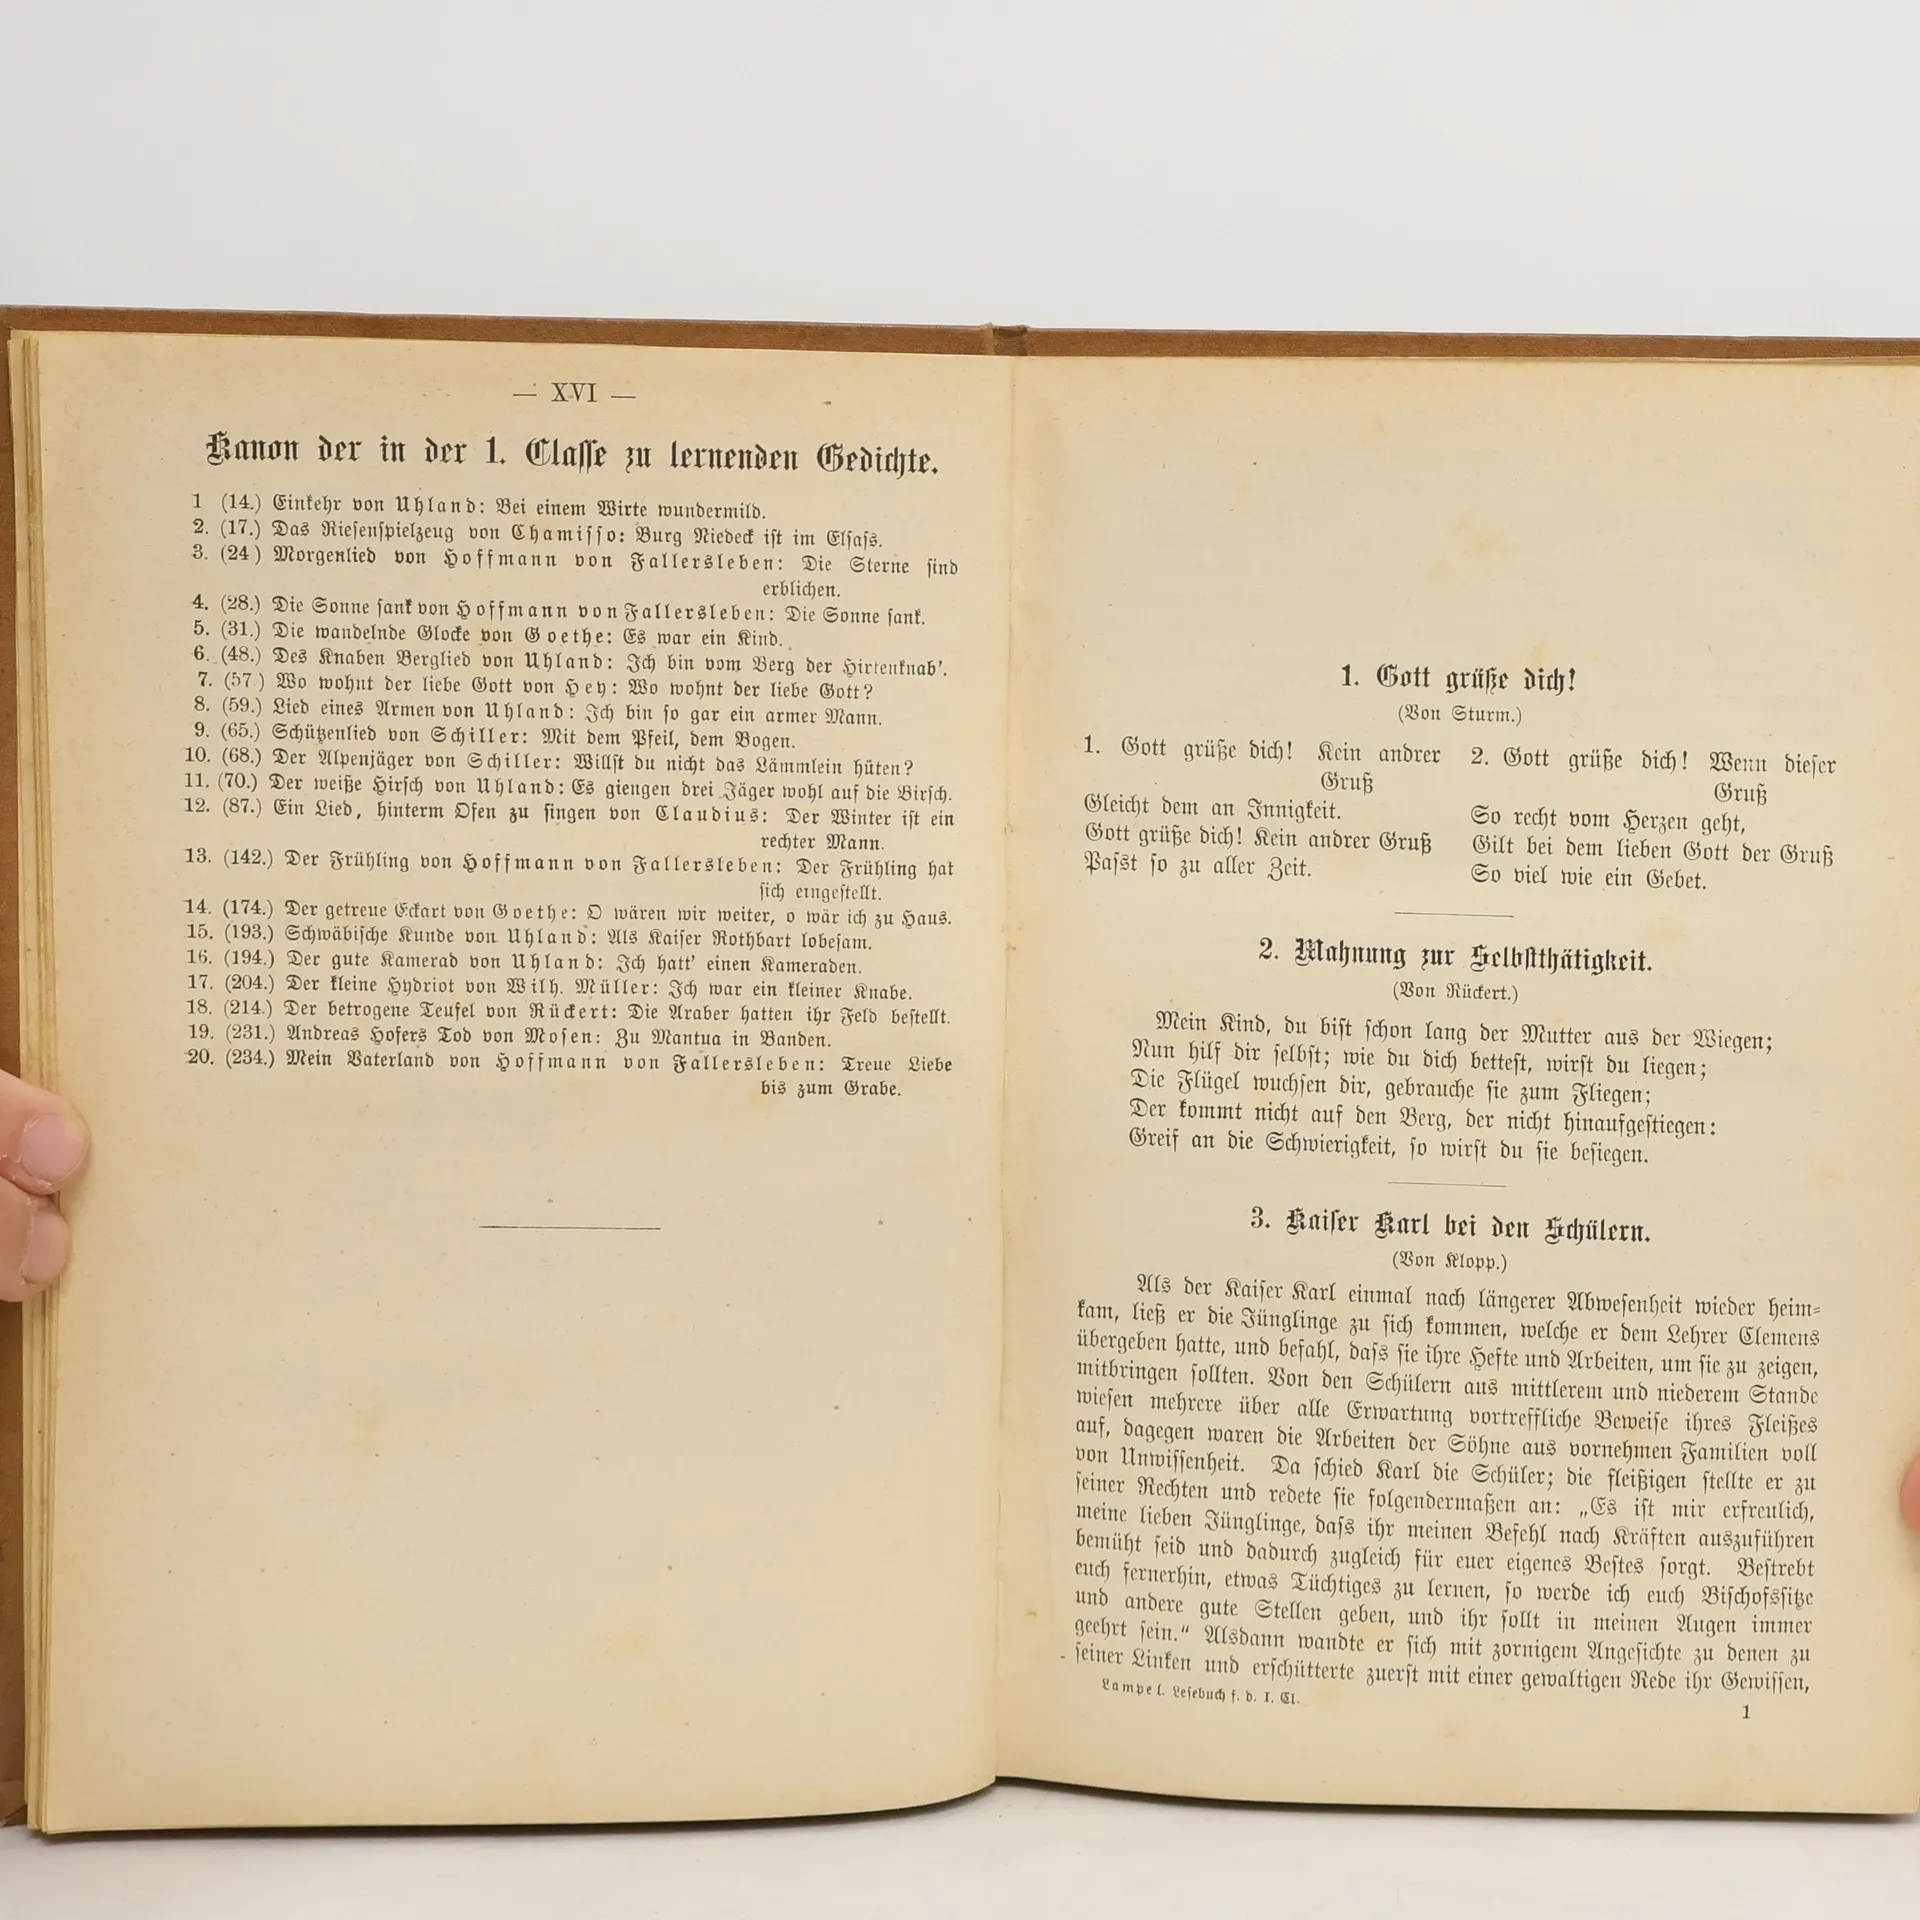 — XVI —
Kanon der in der 1. Classe zu lernenden Gedichte.
1 (14.) Einkehr von Uhland: Bei einem Wirte wundermild.
2. (17.) Das Riesenspielzeug von Chamisso: Burg Niedeck ist im Elsass.
3. (24) Morgenlied von Hoffmann von Fallersleben: Die Sterne sind
erblichen.
4. (28.) Die Sonne sank von Hoffmann von Fallersleben: Die Sonne sank.
5. (31.) Die wandelnde Glocke von Goethe: Es war ein Kind.
6. (48.) Des Knaben Berglied von Uhland: Ich bin vom Berg der Hirtenknab'.
7. (57) Wo wohnt der liebe Gott von Hey: Wo wohnt der liebe Gott?
8. (59.) Lied eines Armen von Uhland: Ich bin so gar ein armer Mann.
9. (65.) Schützenlied von Schiller: Mit dem Pfeil, dem Bogen.
10. (68.) Der Alpenjäger von Schiller: Willst du nicht das Lämmlein hüten?
11. (70.) Der weiße Hirsch von Uhland: Es giengen drei Jäger wohl auf die Birsch.
12. (87.) Ein Lied, hinterm Ofen zu singen von Claudius: Der Winter ist ein
rechter Mann.
13. (142.) Der Frühling von Hoffmann von Fallersleben: Der Frühling hat
sich eingestellt.
14. (174.) Der getreue Eckart von Goethe: O wären wir weiter, o wär ich zu Haus.
15. (193.) Schwäbische Kunde von Uhland: Als Kaiser Rothbart lobesam.
16. (194.) Der gute Kamerad von Uhland: Ich hatt' einen Kameraden.
17. (204.) Der kleine Hydriot von Wilh. Müller: Ich war ein kleiner Knabe.
18. (214.) Der betrogene Teufel von Rückert: Die Araber hatten ihr Feld bestellt.
19. (231.) Andreas Hofers Tod von Mosen: Zu Mantua in Banden.
20. (234.) Mein Vaterland von Hoffmann von Fallersleben: Treue Liebe
bis zum Grabe.
1. Gott grüße dich!
(Von Sturm.)
1. Gott grüße dich! Kein andrer
Gruß
Gleicht dem an Innigkeit.
Gott grüße dich! Kein andrer Gruß
Passt so zu aller Zeit.
2. Gott grüße dich! Wenn dieser
Gruß
So recht vom Herzen geht,
Gilt bei dem lieben Gott der Gruß
So viel wie ein Gebet.
2. Mahnung zur Selbstthätigkeit.
(Von Rückert.)
Mein Kind, du bist schon lang der Mutter aus der Wiegen;
Nun hilf dir selbst; wie du dich bettest, wirst du liegen;
Die Flügel wuchsen dir, gebrauche sie zum Fliegen;
Der kommt nicht auf den Berg, der nicht hinaufgestiegen:
Greif an die Schwierigkeit, so wirst du sie besiegen.
3. Kaiser Karl bei den Schülern.
(Von Klopp.)
Als der Kaiser Karl einmal nach längerer Abwesenheit wieder heim-
kam, ließ er die Jünglinge zu sich kommen, welche er dem Lehrer Clemens
übergeben hatte, und befahl, dass sie ihre Hefte und Arbeiten, um sie zu zeigen,
mitbringen sollten. Von den Schülern aus mittlerem und niederem Stande
wiesen mehrere über alle Erwartung vortreffliche Beweise ihres Fleißes
auf, dagegen waren die Arbeiten der Söhne aus vornehmen Familien voll
von Unwissenheit. Da schied Karl die Schüler; die fleißigen stellte er zu
seiner Rechten und redete sie folgendermaßen an: „Es ist mir erfreulich,
meine lieben Jünglinge, dass ihr meinen Befehl nach Kräften auszuführen
bemüht seid und dadurch zugleich für euer eigenes Bestes sorgt. Bestrebt
euch fernerhin, etwas Tüchtiges zu lernen, so werde ich euch Bischofssitze
und andere gute Stellen geben, und ihr sollt in meinen Augen immer
geehrt sein.“ Alsdann wandte er sich mit zornigem Angesichte zu denen zu
seiner Linken und erschütterte zuerst mit einer gewaltigen Rede ihr Gewissen,
Lampel. Lesebuch f. d. I. Cl.
1